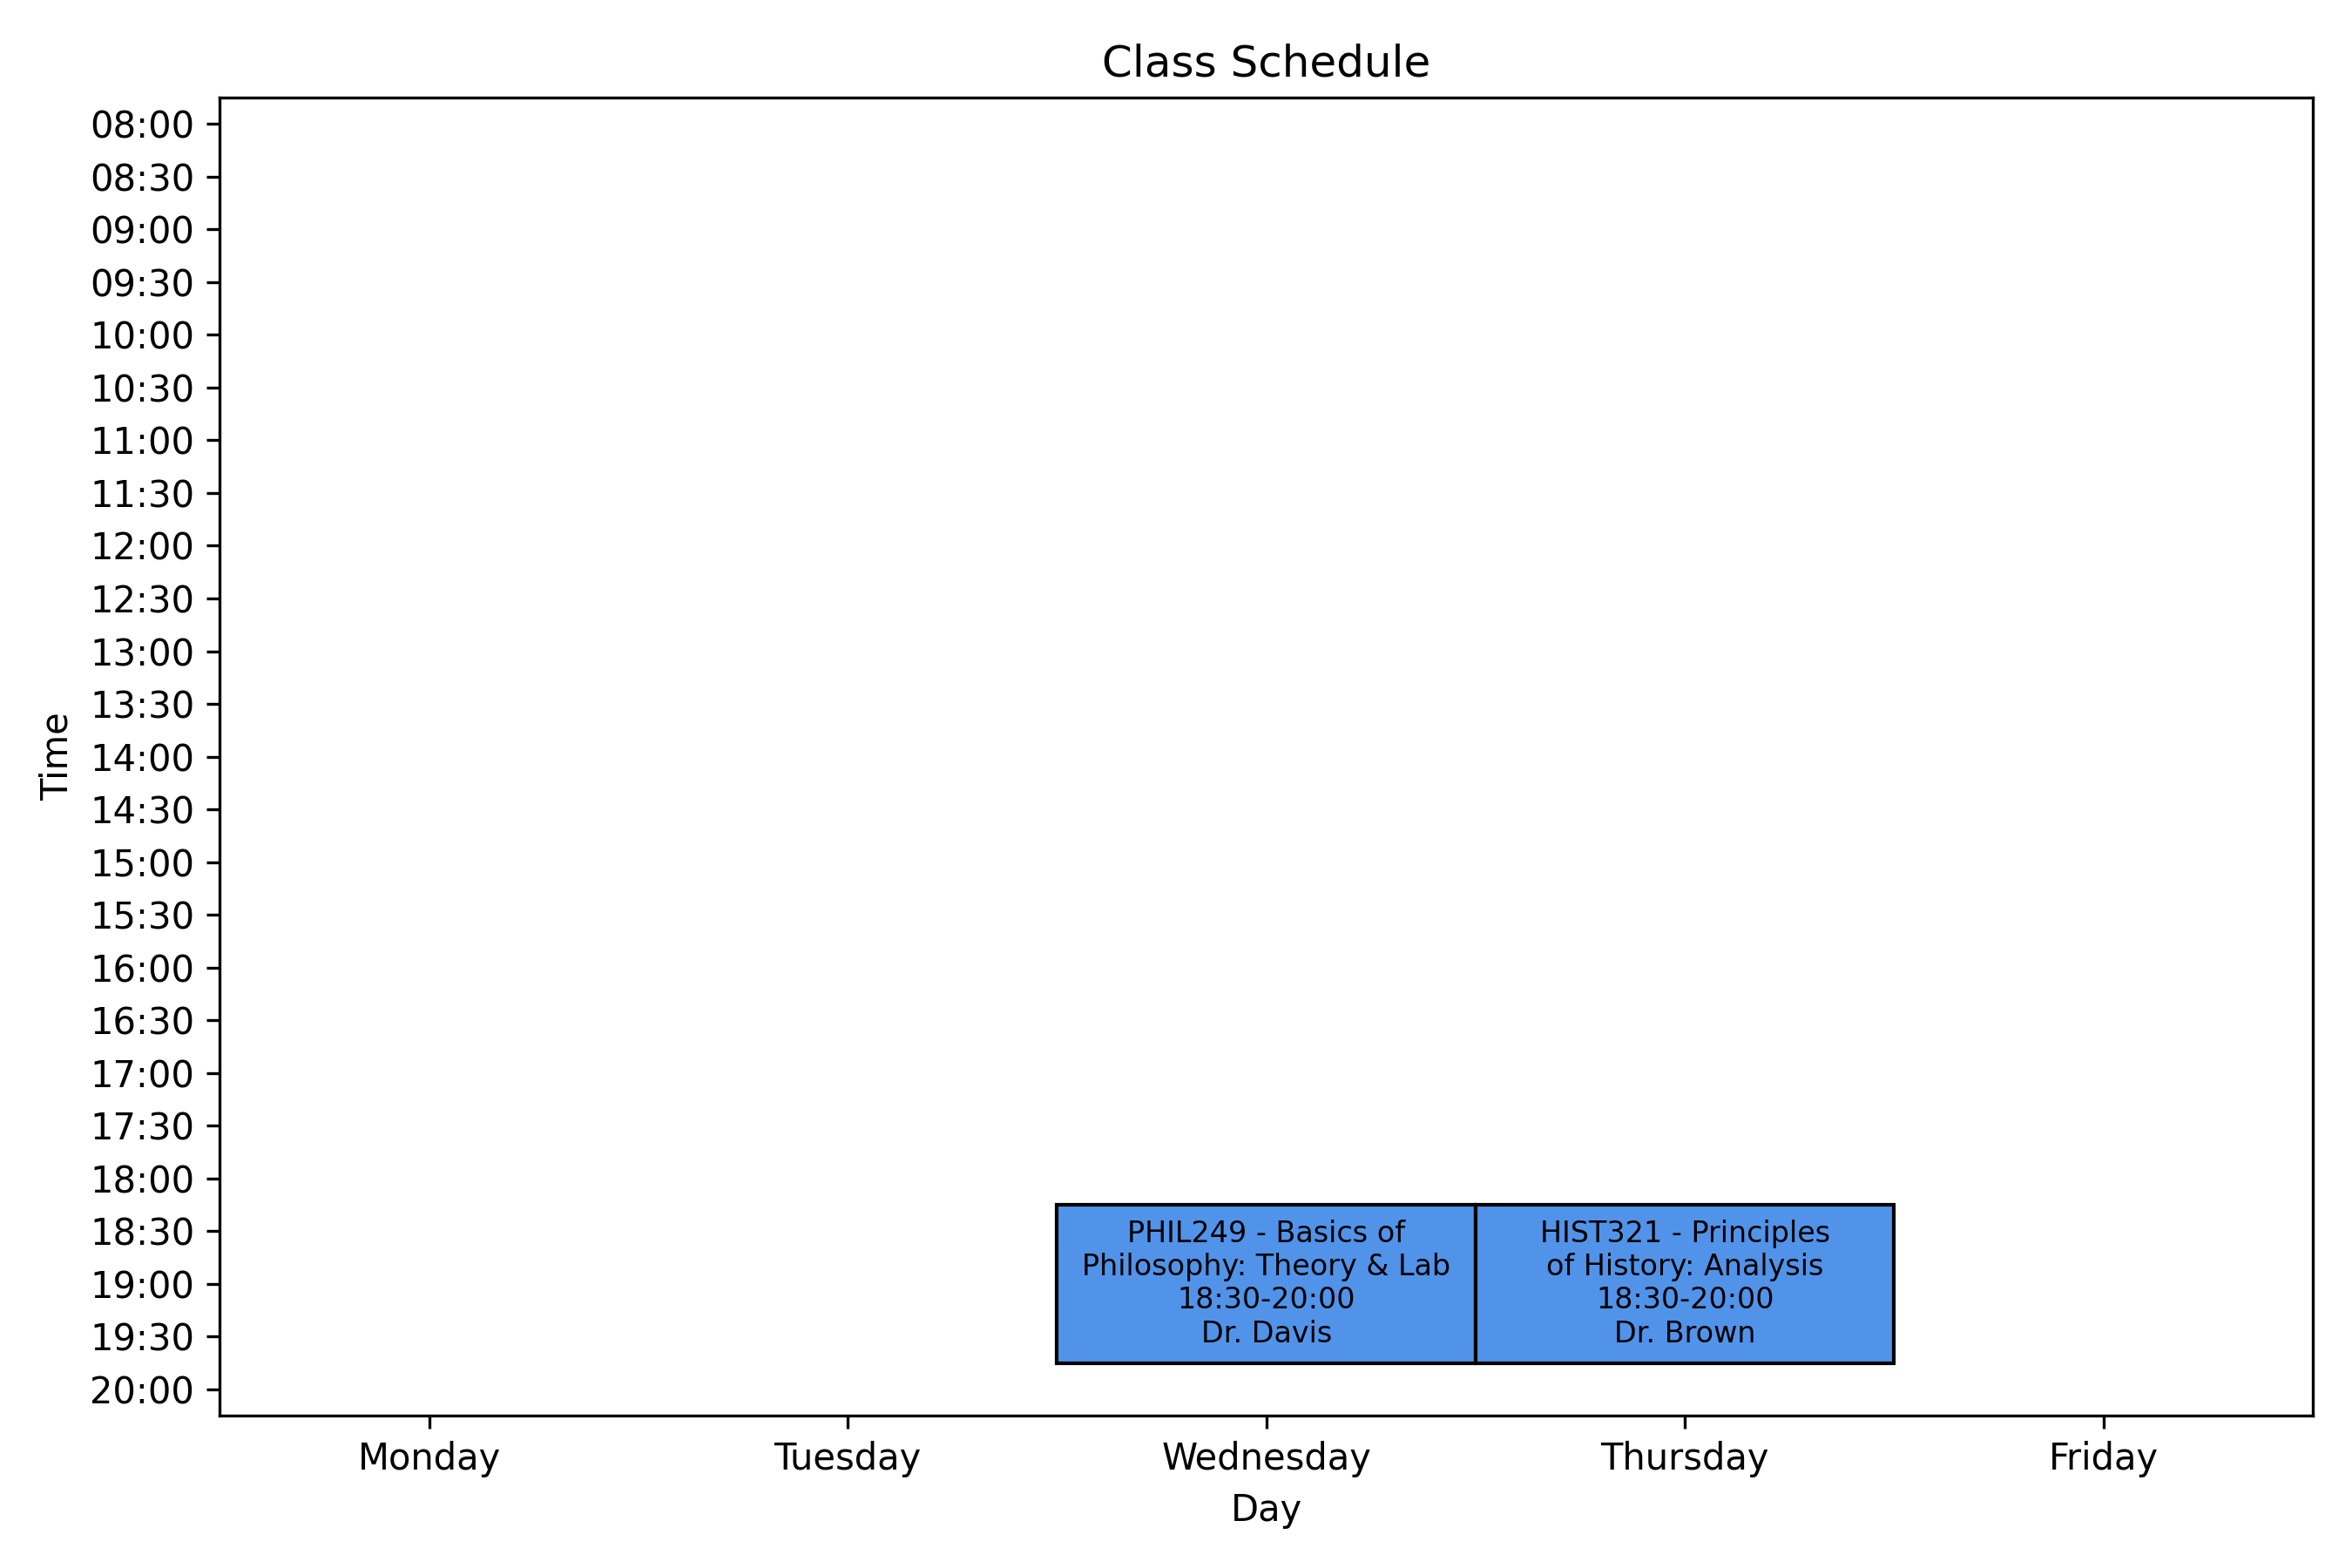 Class Schedule
Time
08:00
08:30
09:00
09:30
10:00
10:30
11:00
11:30
12:00
12:30
13:00
13:30
14:00
14:30
15:00
15:30
16:00
16:30
17:00
17:30
18:00
18:30
19:00
19:30
20:00
PHIL249 - Basics of
Philosophy: Theory & Lab
18:30-20:00
Dr. Davis
HIST321 - Principles
of History: Analysis
18:30-20:00
Dr. Brown
Monday
Tuesday
Wednesday
Thursday
Friday
Day